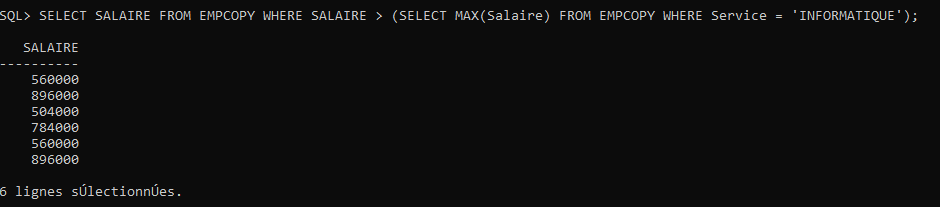 SQL> SELECT SALAIRE FROM EMPCOPY WHERE SALAIRE > (SELECT MAX(Salaire) FROM EMPCOPY WHERE Service = 'INFORMATIQUE');
SALAIRE
----------
560000
896000
504000
784000
560000
896000
6 lignes sÚlectionnÚes.